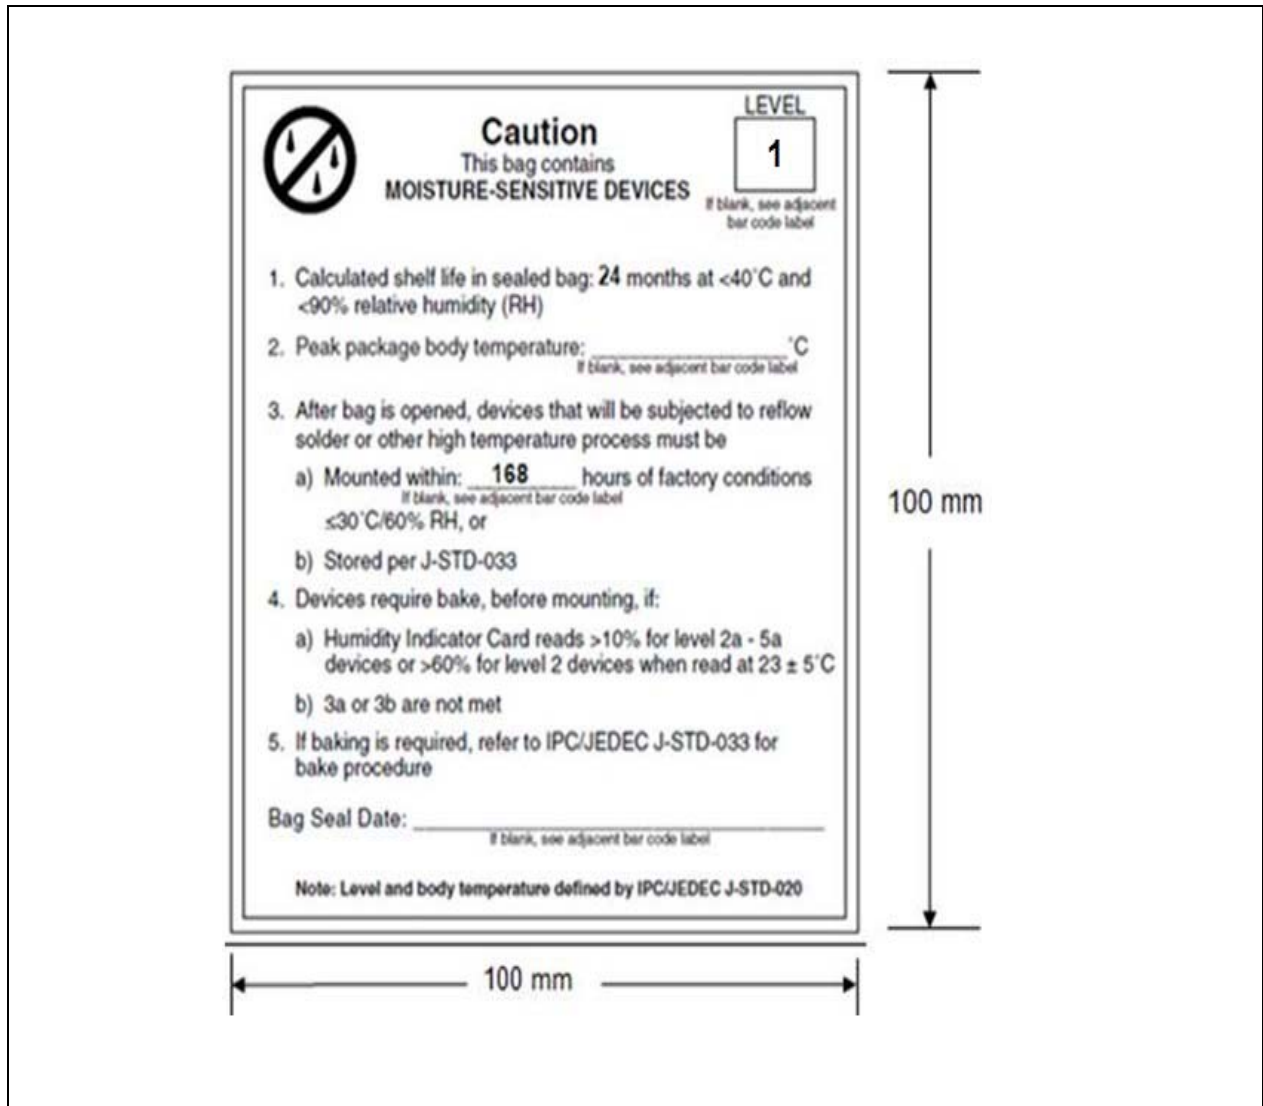 LEVEL
1
Caution
This bag contains
MOISTURE-SENSITIVE DEVICES
If blank, see adjacent
bar code label
1. Calculated shelf life in sealed bag: 24 months at <40˚C and
<90% relative humidity (RH)
2. Peak package body temperature: ________________˚C
If blank, see adjacent bar code label
3. After bag is opened, devices that will be subjected to reflow
solder or other high temperature process must be
a) Mounted within: __168____ hours of factory conditions
If blank, see adjacent bar code label
≤30˚C/60% RH, or
b) Stored per J-STD-033
4. Devices require bake, before mounting, if:
a) Humidity Indicator Card reads >10% for level 2a - 5a
devices or >60% for level 2 devices when read at 23 ± 5˚C
b) 3a or 3b are not met
5. If baking is required, refer to IPC/JEDEC J-STD-033 for
bake procedure
Bag Seal Date: ________________
If blank, see adjacent bar code label
Note: Level and body temperature defined by IPC/JEDEC J-STD-020
100 mm
100 mm